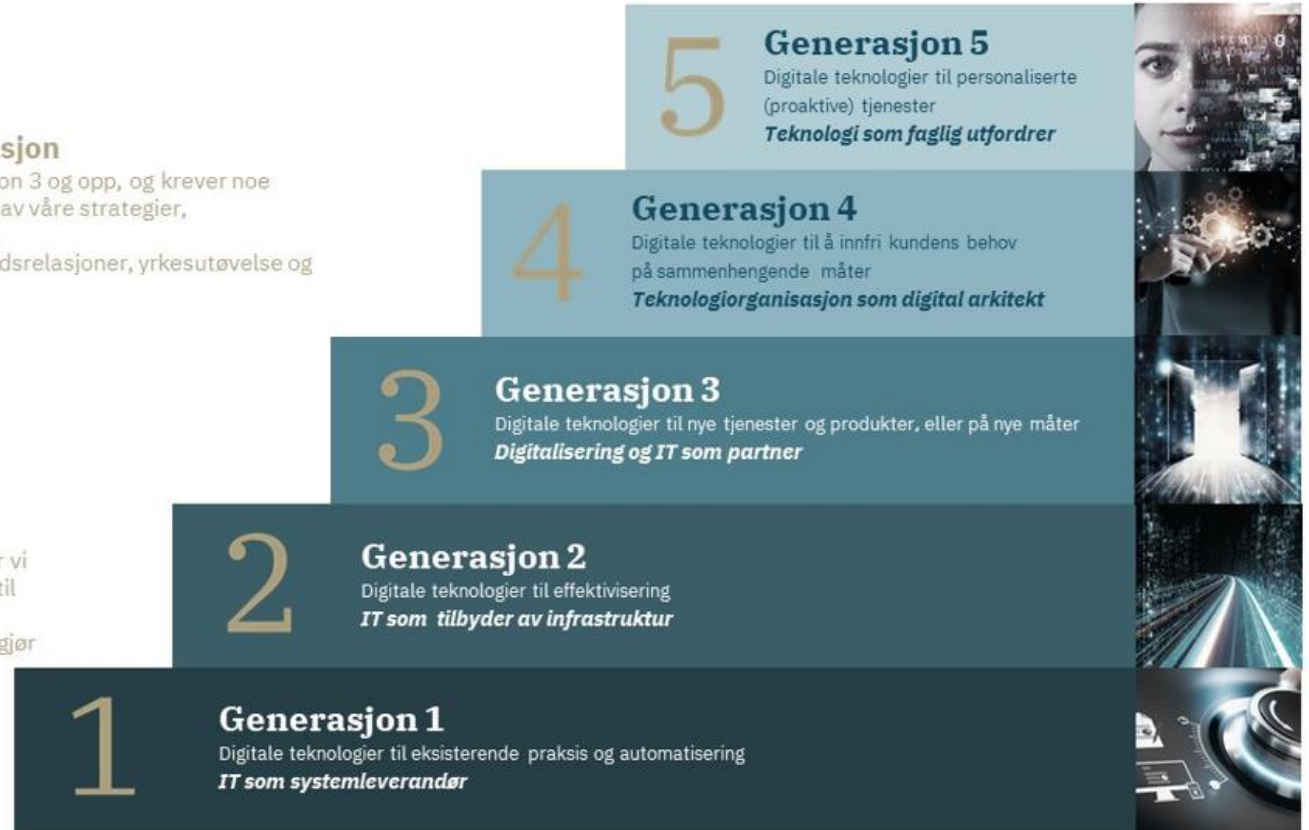 5
Generasjon 5
Digitale teknologier til personaliserte
(proaktive) tjenester
Teknologi som faglig utfordrer
sjon
on 3 og opp, og krever noe
av våre strategier,
dsrelasjoner, yrkesutøvelse og
4
Generasjon 4
Digitale teknologier til å innfri kundens behov
på sammenhengende måter
Teknologiorganisasjon som digital arkitekt
3
Generasjon 3
Digitale teknologier til nye tjenester og produkter, eller på nye måter
Digitalisering og IT som partner
r vi
til
gjør
2
Generasjon 2
Digitale teknologier til effektivisering
IT som tilbyder av infrastruktur
1
Generasjon 1
Digitale teknologier til eksisterende praksis og automatisering
IT som systemleverandør